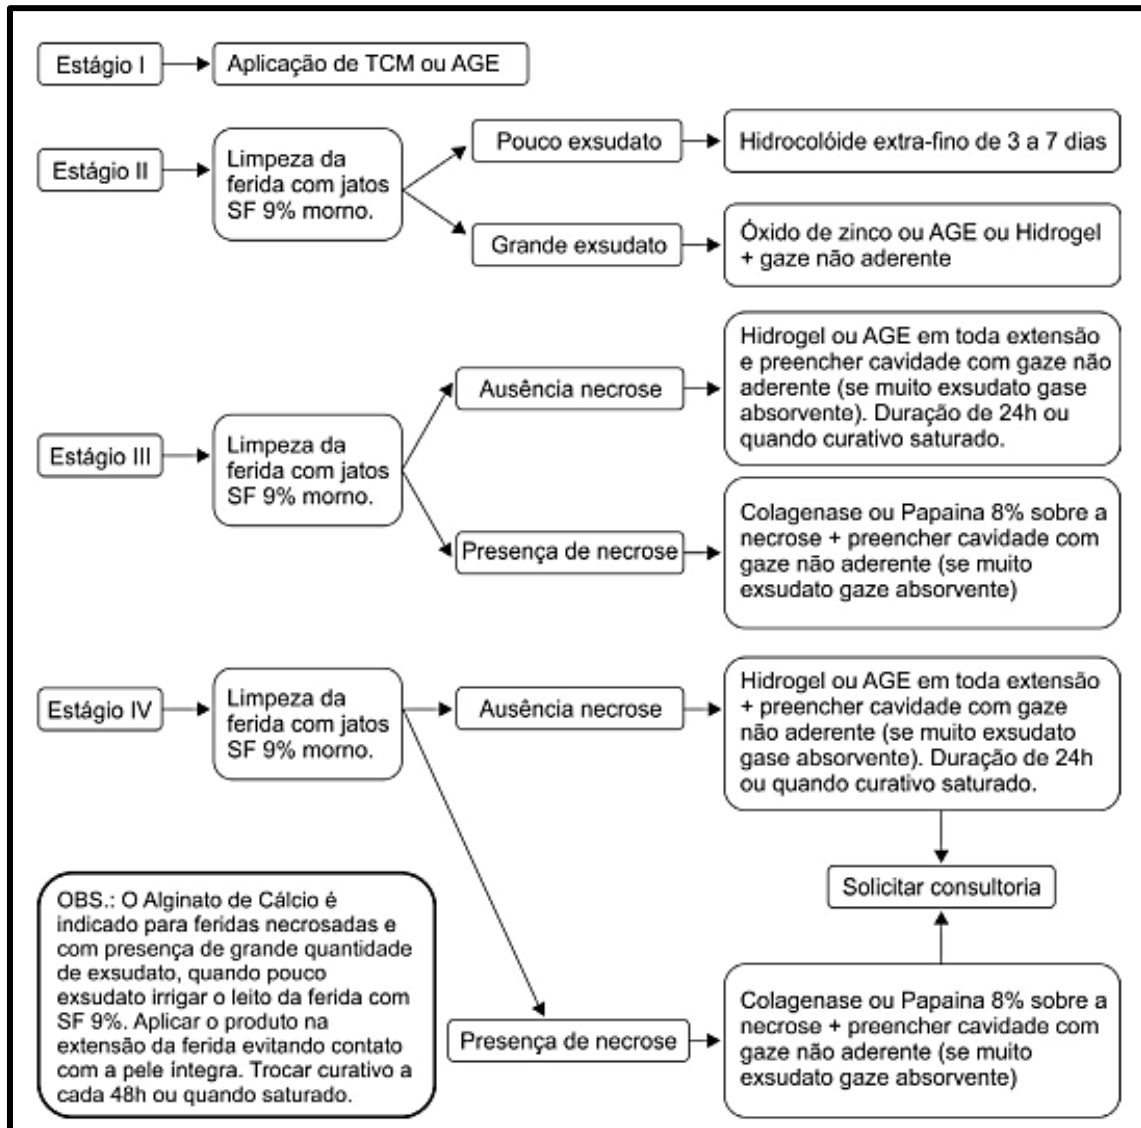 Estágio I
Aplicação de TCM ou AGE
Estágio II
Limpeza da
ferida com jatos
SF 9% morno.
Pouco exsudato
Hidrocolóide extra-fino de 3 a 7 dias
Grande exsudato
Óxido de zinco ou AGE ou Hidrogel
+ gaze não aderente
Estágio III
Limpeza da
ferida com jatos
SF 9% morno.
Ausência necrose
Hidrogel ou AGE em toda extensão
e preencher cavidade com gaze não
aderente (se muito exsudato gase
absorvente). Duração de 24h ou
quando curativo saturado.
Presença de necrose
Colagenase ou Papaina 8% sobre a
necrose + preencher cavidade com
gaze não aderente (se muito
exsudato gaze absorvente)
Estágio IV
Limpeza da
ferida com jatos
SF 9% morno.
Ausência necrose
Hidrogel ou AGE em toda extensão
+ preencher cavidade com gaze
não aderente (se muito exsudato
gase absorvente). Duração de 24h
ou quando curativo saturado.
Solicitar consultoria
Presença de necrose
Colagenase ou Papaina 8% sobre a
necrose + preencher cavidade com
gaze não aderente (se muito
exsudato gaze absorvente)
OBS.: O Alginato de Cálcio é
indicado para feridas necrosadas e
com presença de grande quantidade
de exsudato, quando pouco
exsudato irrigar o leito da ferida com
SF 9%. Aplicar o produto na
extensão da ferida evitando contato
com a pele íntegra. Trocar curativo a
cada 48h ou quando saturado.